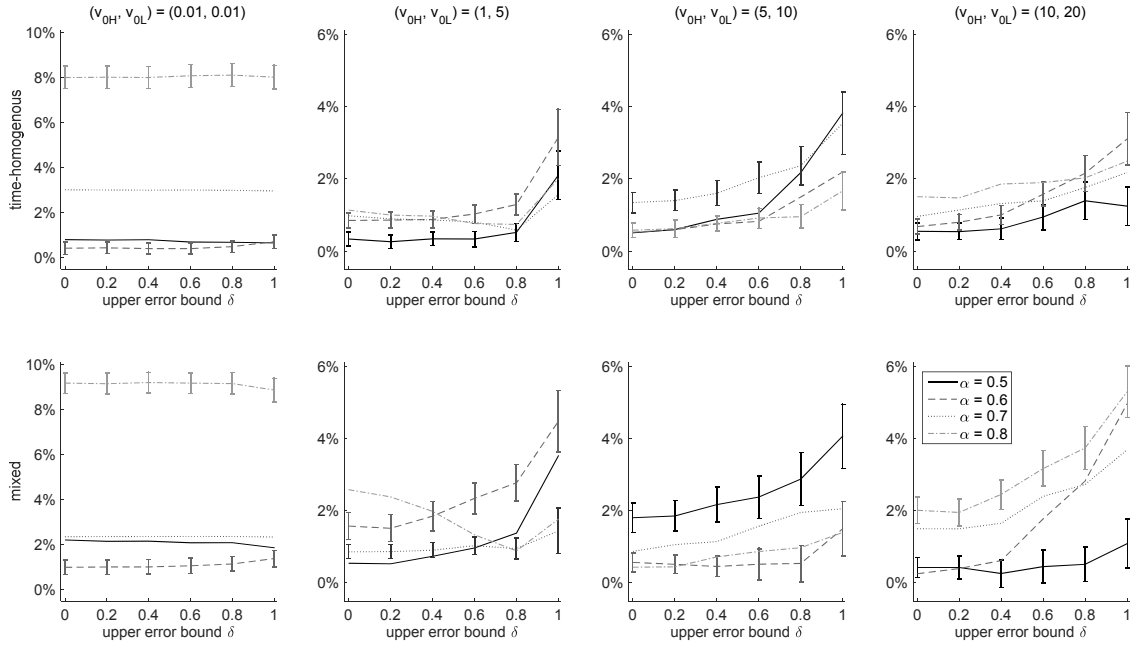 (v0H, v0L) = (0.01, 0.01)
(v0H, v0L) = (1, 5)
(v0H, v0L) = (5, 10)
(v0H, v0L) = (10, 20)
time-homogenous
10%
8%
6%
4%
2%
0%
0 0.2 0.4 0.6 0.8 1
upper error bound δ
6%
4%
2%
0%
0 0.2 0.4 0.6 0.8 1
upper error bound δ
6%
4%
2%
0%
0 0.2 0.4 0.6 0.8 1
upper error bound δ
6%
4%
2%
0%
0 0.2 0.4 0.6 0.8 1
upper error bound δ
mixed
10%
8%
6%
4%
2%
0%
0 0.2 0.4 0.6 0.8 1
upper error bound δ
6%
4%
2%
0%
0 0.2 0.4 0.6 0.8 1
upper error bound δ
6%
4%
2%
0%
0 0.2 0.4 0.6 0.8 1
upper error bound δ
6%
4%
2%
0%
α = 0.5
α = 0.6
α = 0.7
α = 0.8
0 0.2 0.4 0.6 0.8 1
upper error bound δ